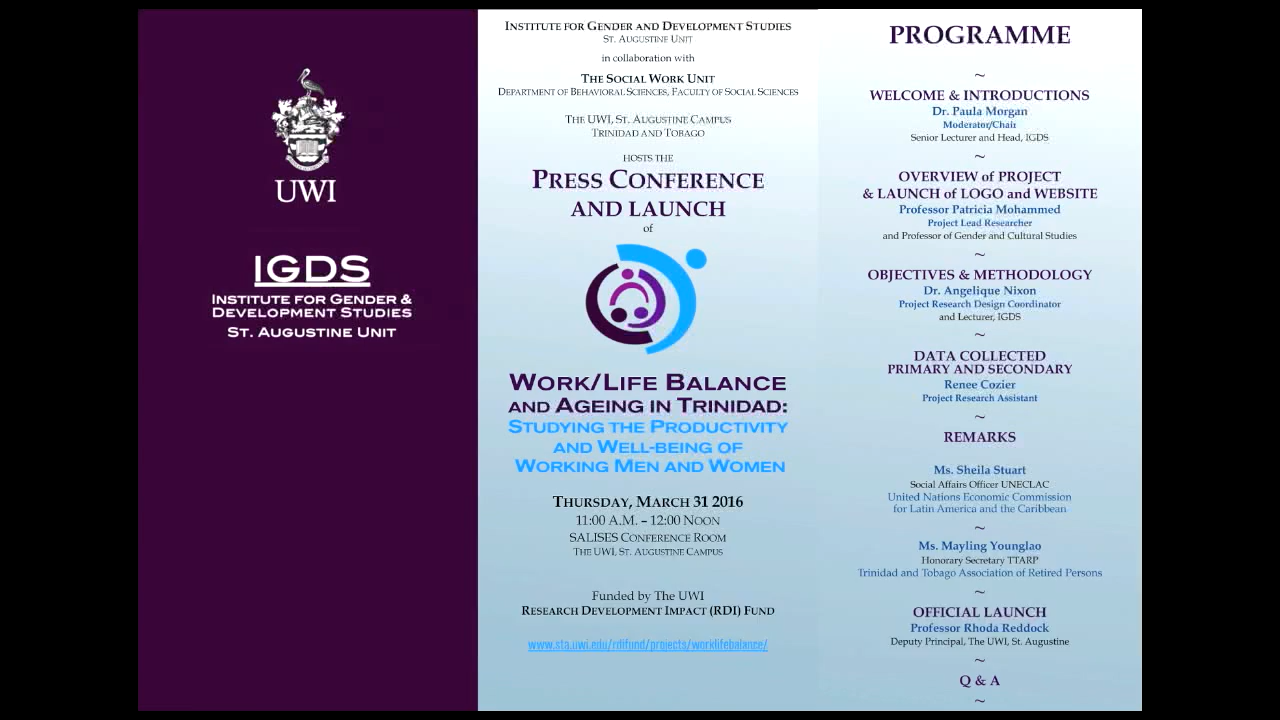 UWI
IGDS
INSTITUTE FOR GENDER &
DEVELOPMENT STUDIES
ST. AUGUSTINE UNIT
INSTITUTE FOR GENDER AND DEVELOPMENT STUDIES
ST. AUGUSTINE UNIT
in collaboration with
THE SOCIAL WORK UNIT
DEPARTMENT OF BEHAVIORAL SCIENCES, FACULTY OF SOCIAL SCIENCES
THE UWI, ST. AUGUSTINE CAMPUS
TRINIDAD AND TOBAGO
HOSTS THE
PRESS CONFERENCE
AND LAUNCH
of
WORK/LIFE BALANCE
AND AGEING IN TRINIDAD:
STUDYING THE PRODUCTIVITY
AND WELL-BEING OF
WORKING MEN AND WOMEN
THURSDAY, MARCH 31 2016
11:00 A.M. – 12:00 NOON
SALISES CONFERENCE ROOM
THE UWI, ST. AUGUSTINE CAMPUS
Funded by The UWI
RESEARCH DEVELOPMENT IMPACT (RDI) FUND
www.sta.uwi.edu/rdifund/projects/worklifebalance/
PROGRAMME
~
WELCOME & INTRODUCTIONS
Dr. Paula Morgan
Moderator/Chair
Senior Lecturer and Head, IGDS
~
OVERVIEW of PROJECT
& LAUNCH of LOGO and WEBSITE
Professor Patricia Mohammed
Project Lead Researcher
and Professor of Gender and Cultural Studies
~
OBJECTIVES & METHODOLOGY
Dr. Angelique Nixon
Project Research Design Coordinator
and Lecturer, IGDS
~
DATA COLLECTED
PRIMARY AND SECONDARY
Renee Cozier
Project Research Assistant
~
REMARKS
Ms. Sheila Stuart
Social Affairs Officer UNECLAC
United Nations Economic Commission
for Latin America and the Caribbean
~
Ms. Mayling Younglao
Honorary Secretary TTARP
Trinidad and Tobago Association of Retired Persons
~
OFFICIAL LAUNCH
Professor Rhoda Reddock
Deputy Principal, The UWI, St. Augustine
~
Q & A
~